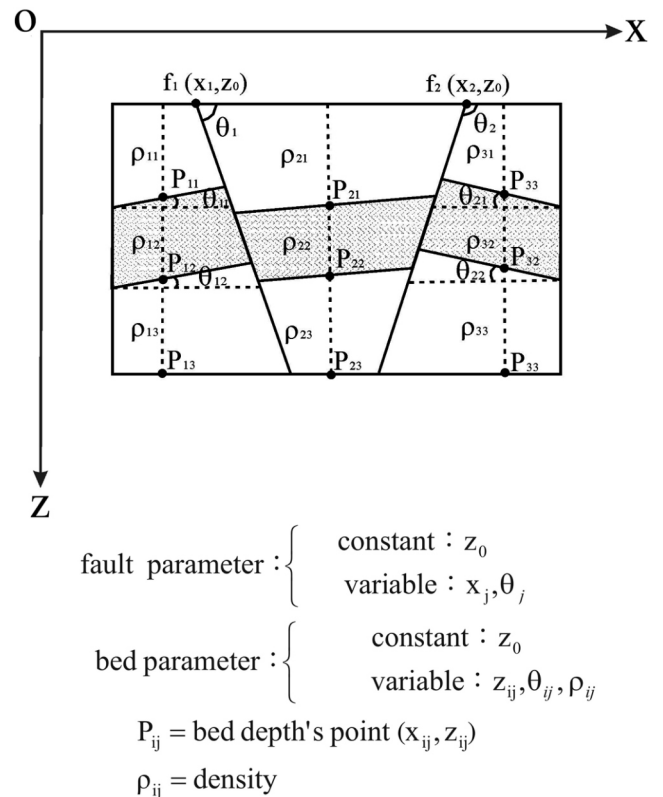 O
X
f₁ (x₁,z₀)
f₂ (x₂,z₀)
θ₁
θ₂
ρ₁₁
ρ₂₁
ρ₃₁
P₁₁
P₂₁
P₃₃
θ₁₁
θ₂₁
ρ₁₂
ρ₂₂
ρ₃₂
P₁₂
P₂₂
P₃₂
θ₁₂
θ₂₂
ρ₁₃
ρ₂₃
ρ₃₃
P₁₃
P₂₃
P₃₃
Z
fault parameter : {
constant : z₀
variable : xⱼ,θⱼ
bed parameter : {
constant : z₀
variable : zᵢⱼ,θᵢⱼ,ρᵢⱼ
Pᵢⱼ = bed depth's point (xᵢⱼ, zᵢⱼ)
ρᵢⱼ = density